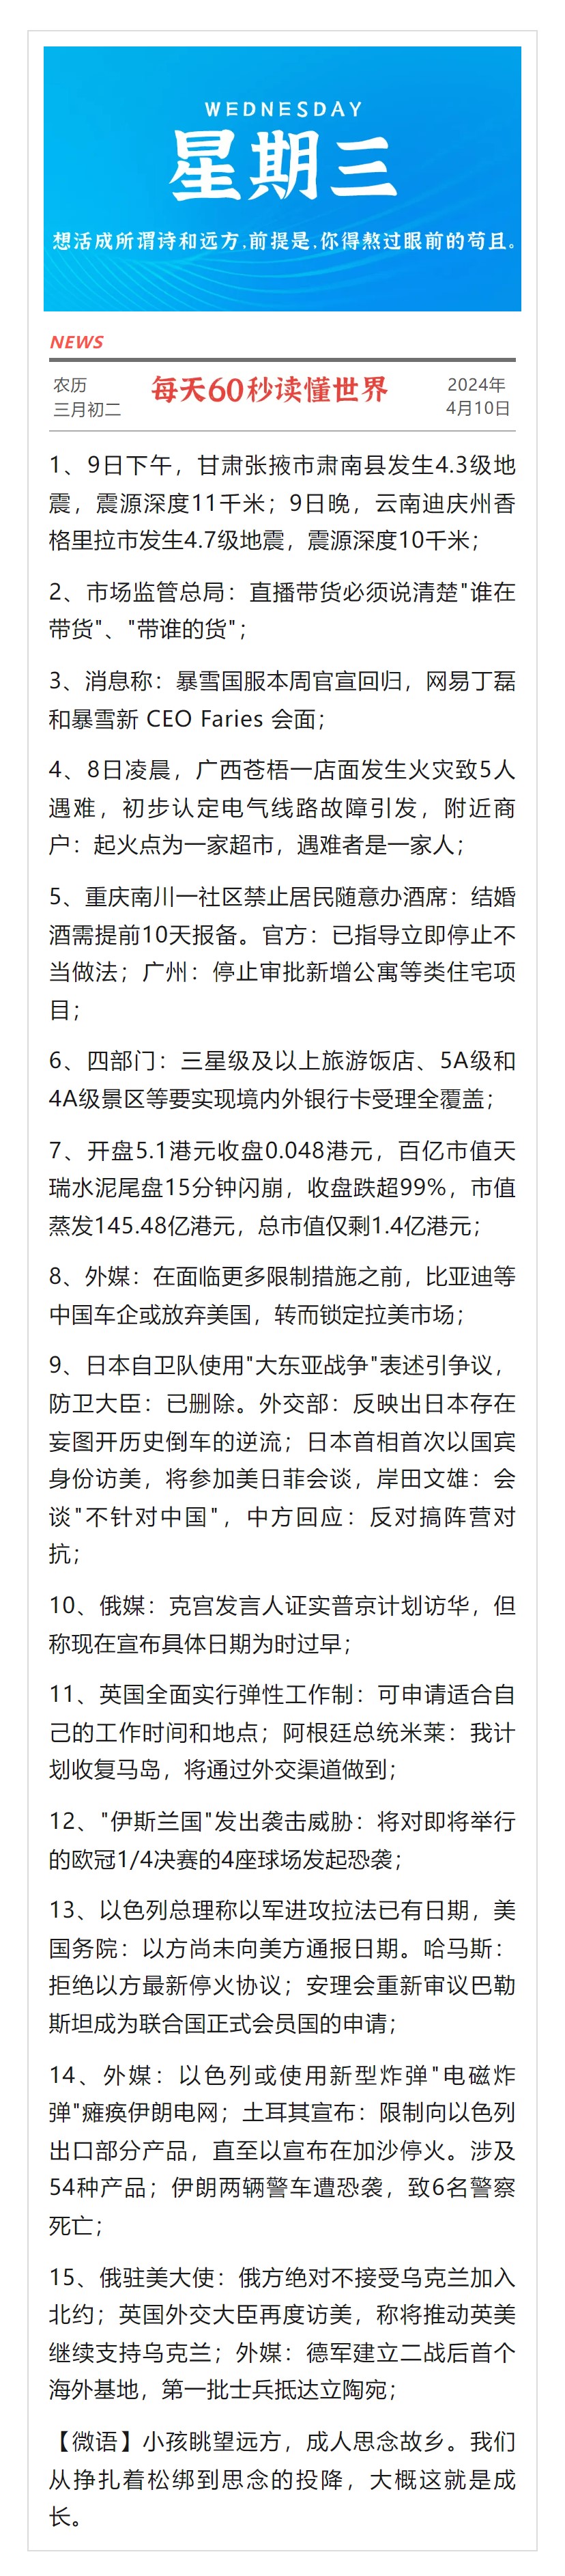 WEDNESDAY
星期三
想活成所谓诗和远方,前提是,你得熬过眼前的苟且。
NEWS
农历
三月初二
每天60秒读懂世界
2024年
4月10日
1、9日下午，甘肃张掖市肃南县发生4.3级地
震，震源深度11千米；9日晚，云南迪庆州香
格里拉市发生4.7级地震，震源深度10千米；
2、市场监管总局：直播带货必须说清楚"谁在
带货"、"带谁的货"；
3、消息称：暴雪国服本周官宣回归，网易丁磊
和暴雪新 CEO Faries 会面；
4、8日凌晨，广西苍梧一店面发生火灾致5人
遇难，初步认定电气线路故障引发，附近商
户：起火点为一家超市，遇难者是一家人；
5、重庆南川一社区禁止居民随意办酒席：结婚
酒需提前10天报备。官方：已指导立即停止不
当做法；广州：停止审批新增公寓等类住宅项
目；
6、四部门：三星级及以上旅游饭店、5A级和
4A级景区等要实现境内外银行卡受理全覆盖；
7、开盘5.1港元收盘0.048港元，百亿市值天
瑞水泥尾盘15分钟闪崩，收盘跌超99%，市值
蒸发145.48亿港元，总市值仅剩1.4亿港元；
8、外媒：在面临更多限制措施之前，比亚迪等
中国车企或放弃美国，转而锁定拉美市场；
9、日本自卫队使用"大东亚战争"表述引争议，
防卫大臣：已删除。外交部：反映出日本存在
妄图开历史倒车的逆流；日本首相首次以国宾
身份访美，将参加美日菲会谈，岸田文雄：会
谈"不针对中国"，中方回应：反对搞阵营对
抗；
10、俄媒：克宫发言人证实普京计划访华，但
称现在宣布具体日期为时过早；
11、英国全面实行弹性工作制：可申请适合自
己的工作时间和地点；阿根廷总统米莱：我计
划收复马岛，将通过外交渠道做到；
12、"伊斯兰国"发出袭击威胁：将对即将举行
的欧冠1/4决赛的4座球场发起恐袭；
13、以色列总理称以军进攻拉法已有日期，美
国务院：以方尚未向美方通报日期。哈马斯：
拒绝以方最新停火协议；安理会重新审议巴勒
斯坦成为联合国正式会员国的申请；
14、外媒：以色列或使用新型炸弹"电磁炸
弹"瘫痪伊朗电网；土耳其宣布：限制向以色列
出口部分产品，直至以宣布在加沙停火。涉及
54种产品；伊朗两辆警车遭恐袭，致6名警察
死亡；
15、俄驻美大使：俄方绝对不接受乌克兰加入
北约；英国外交大臣再度访美，称将推动英美
继续支持乌克兰；外媒：德军建立二战后首个
海外基地，第一批士兵抵达立陶宛；
【微语】小孩眺望远方，成人思念故乡。我们
从挣扎着松绑到思念的投降，大概这就是成
长。